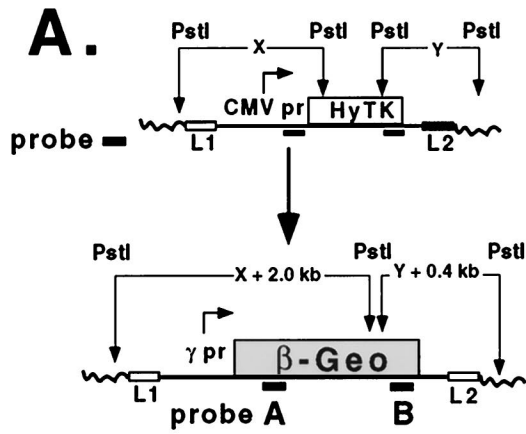 A.
PstI PstI PstI PstI
X Y
CMV pr HyTK
probe
L1 L2
PstI PstI PstI
X + 2.0 kb Y + 0.4 kb
γ pr
β-Geo
L1 L2
probe A B